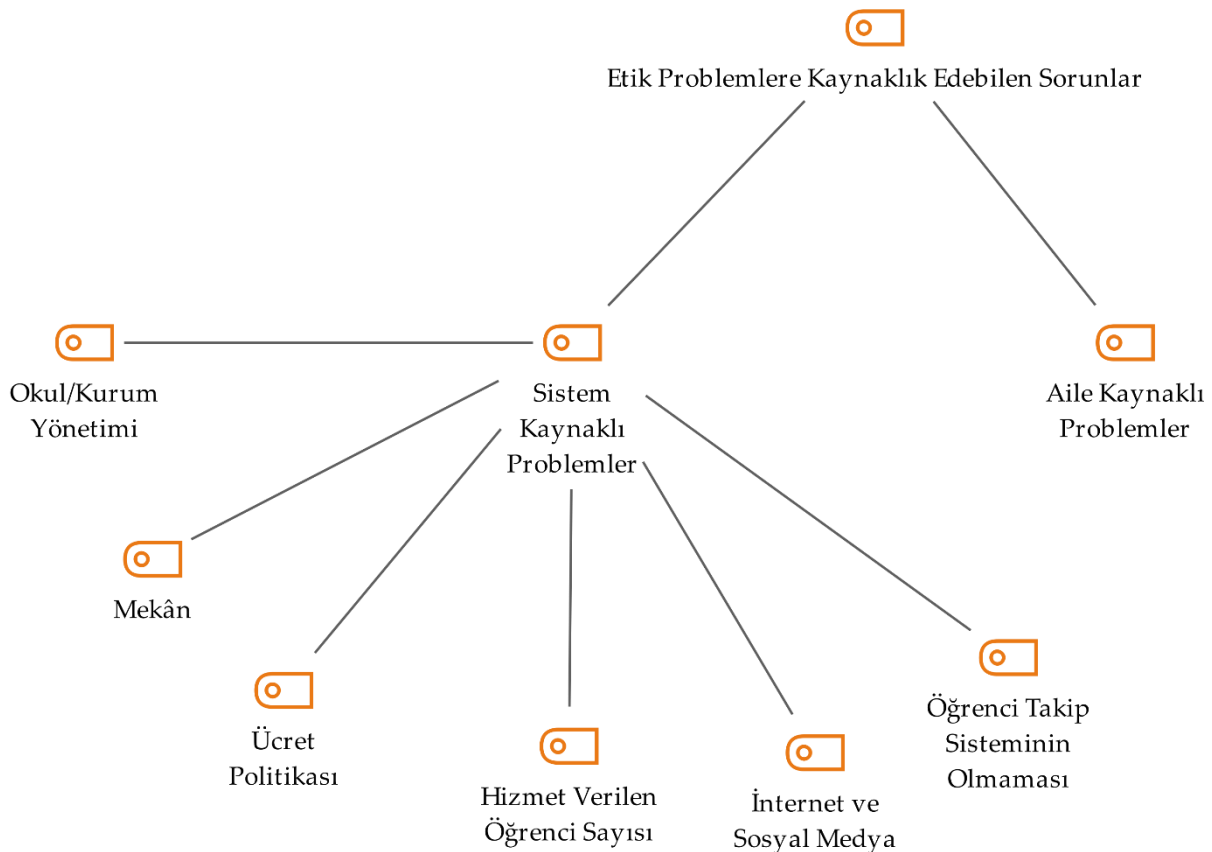 Etik Problemlere Kaynaklık Edebilen Sorunlar
Okul/Kurum
Yönetimi
Sistem
Kaynaklı
Problemler
Aile Kaynaklı
Problemler
Mekân
Ücret
Politikası
Hizmet Verilen
Öğrenci Sayısı
İnternet ve
Sosyal Medya
Öğrenci Takip
Sisteminin
Olmaması